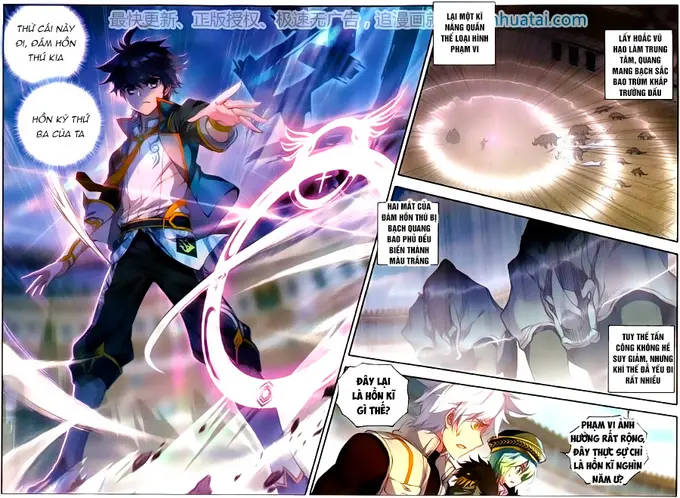 最快更新、正版授权、极速无广告,追漫画就
huatai.com
THỬ CÁI NÀY
ĐI, ĐẦM HỒN
THÚ KIA
HỒN KỸ THỨ
BA CỦA TA
LẠI MỘT KĨ
NĂNG QUẦN
THỂ LOẠI HÌNH
PHẠM VI
LẤY HOẮC VŨ
HẠO LÀM TRUNG
TÂM, QUANG
MANG BẠCH SẮC
BAO TRÙM KHẮP
TRƯỜNG ĐẤU
HAI MẮT CỦA
ĐÀM HỒN THÚ BỊ
BẠCH QUANG
BAO PHỦ ĐỀU
BIẾN THÀNH
MÀU TRẮNG
TUY THẾ TẤN
CÔNG KHÔNG HỀ
SUY GIẢM, NHƯNG
KHÍ THẾ ĐÃ YẾU ĐI
RẤT NHIỀU
ĐÂY LẠI
LÀ HỒN KĨ
GÌ THẾ?
PHẠM VI ẢNH
HƯỞNG RẤT RỘNG,
ĐÂY THỰC SỰ CHỈ
LÀ HỒN KĨ NGHÌN
NĂM Ư?